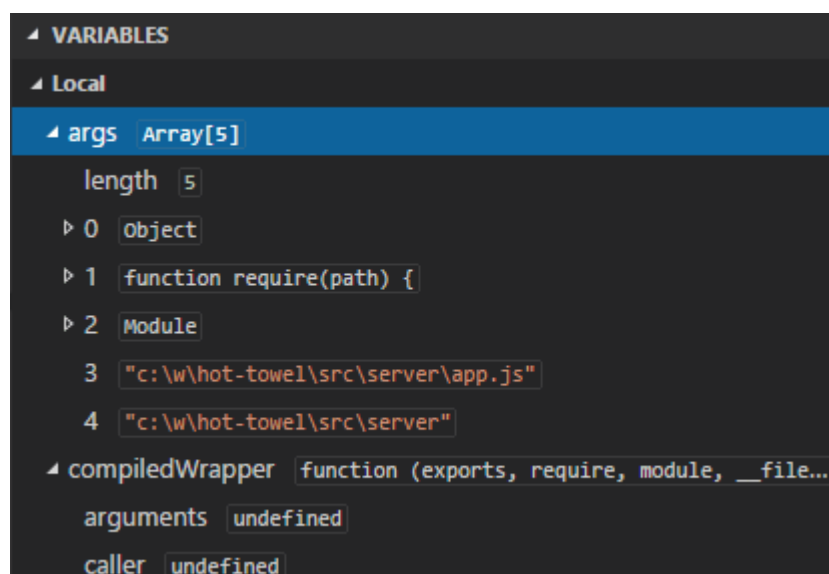 VARIABLES
Local
args Array[5]
length 5
0 Object
1 function require(path) {
2 Module
3 "c:\w\hot-towel\src\server\app.js"
4 "c:\w\hot-towel\src\server"
compiledWrapper function (exports, require, module, __file...
arguments undefined
caller undefined